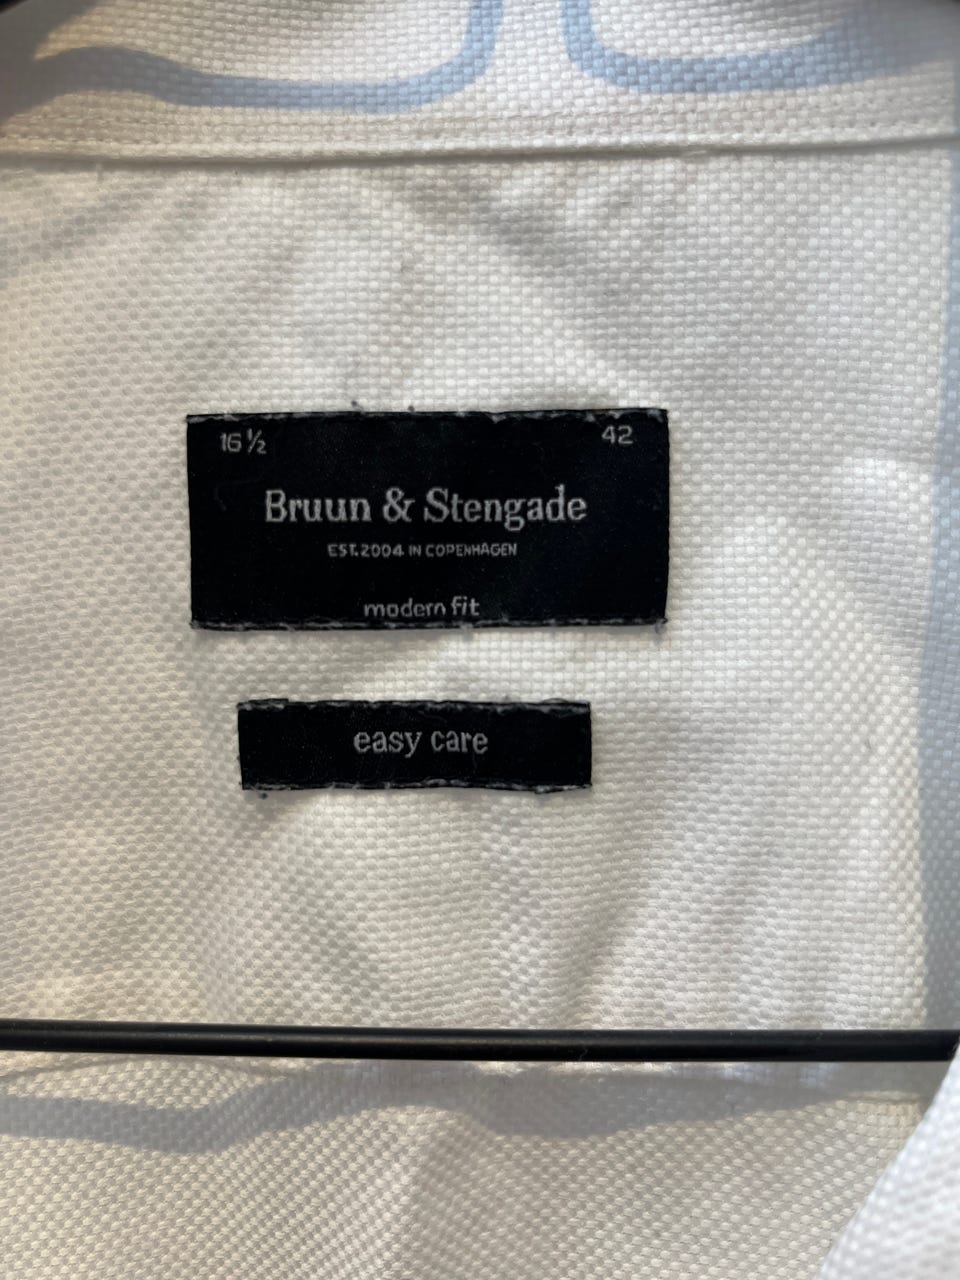 16 ½ 42
Bruun & Stengade
EST. 2004 IN COPENHAGEN
modern fit
easy care